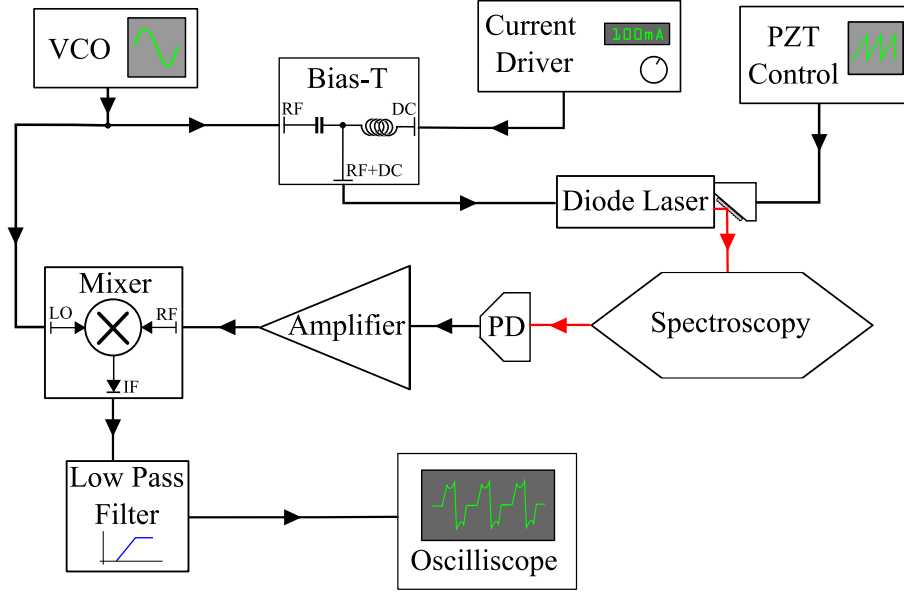 VCO
Current
Driver
100mA
PZT
Control
Bias-T
RF
DC
RF+DC
Diode Laser
Mixer
LO
RF
IF
Amplifier
PD
Spectroscopy
Low Pass
Filter
Oscilliscope